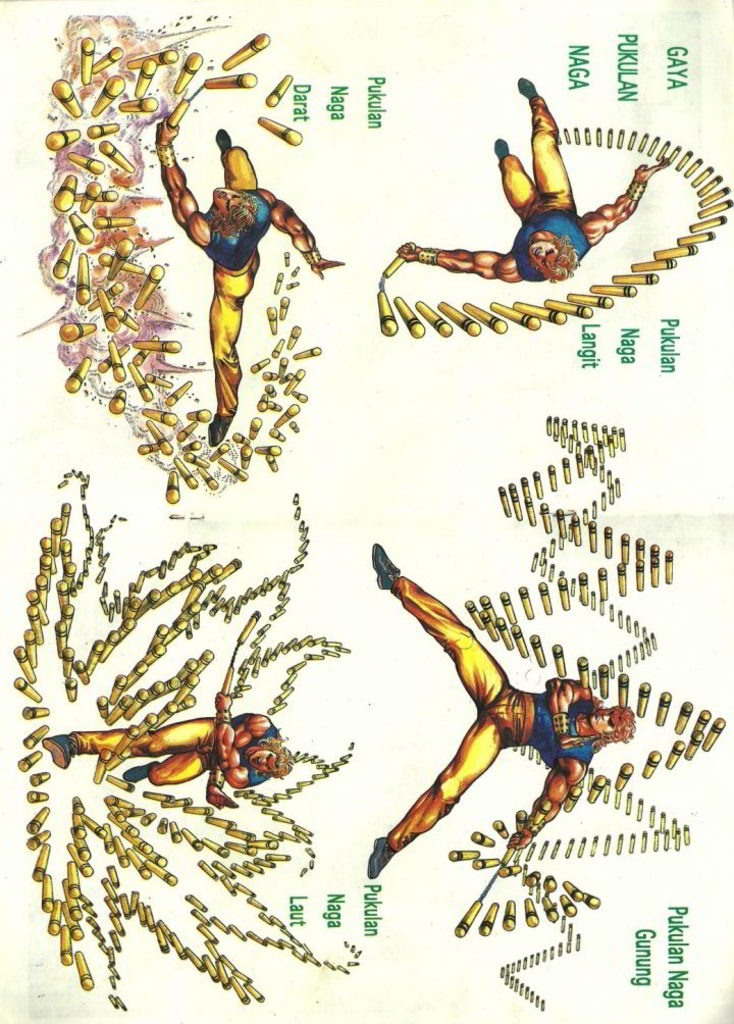 GAYA
PUKULAN
NAGA
Pukulan
Naga
Langit
Pukulan Naga
Gunung
Pukulan
Naga
Darat
Pukulan
Naga
Laut